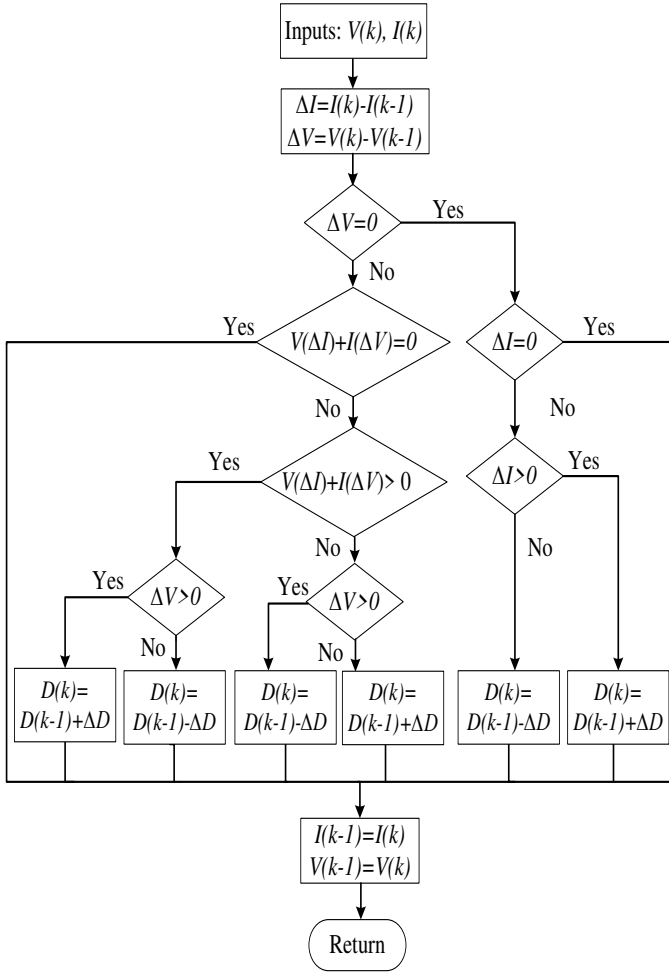 Inputs: V(k), I(k)
ΔI=I(k)-I(k-1)
ΔV=V(k)-V(k-1)
ΔV=0
Yes
No
Yes
V(ΔI)+I(ΔV)=0
ΔI=0
Yes
No
No
Yes
V(ΔI)+I(ΔV)> 0
ΔI>0
Yes
No
No
Yes
ΔV>0
Yes
ΔV>0
No
No
D(k)=
D(k-1)+ΔD
D(k)=
D(k-1)-ΔD
D(k)=
D(k-1)-ΔD
D(k)=
D(k-1)+ΔD
D(k)=
D(k-1)-ΔD
D(k)=
D(k-1)+ΔD
I(k-1)=I(k)
V(k-1)=V(k)
Return